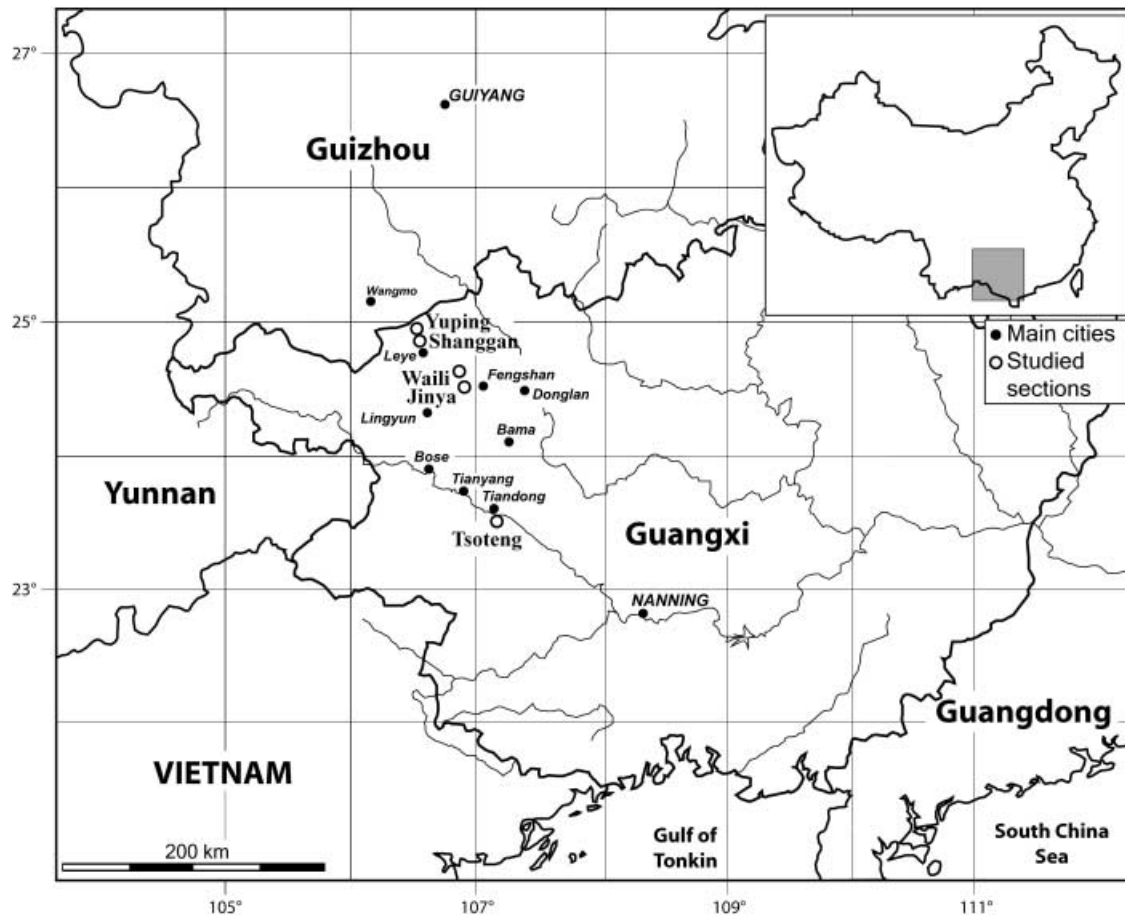 27°
GUIYANG
Guizhou
Wangmo
25°
Yuping
Shanggan
Leye
Waili
Jinya
Fengshan
Donglan
Lingyun
Bama
Bose
Tianyang
Tiandong
Tsoteng
Yunnan
Guangxi
23°
NANNING
Guangdong
VIETNAM
200 km
Gulf of
Tonkin
South China
Sea
Main cities
Studied
sections
105°
107°
109°
111°